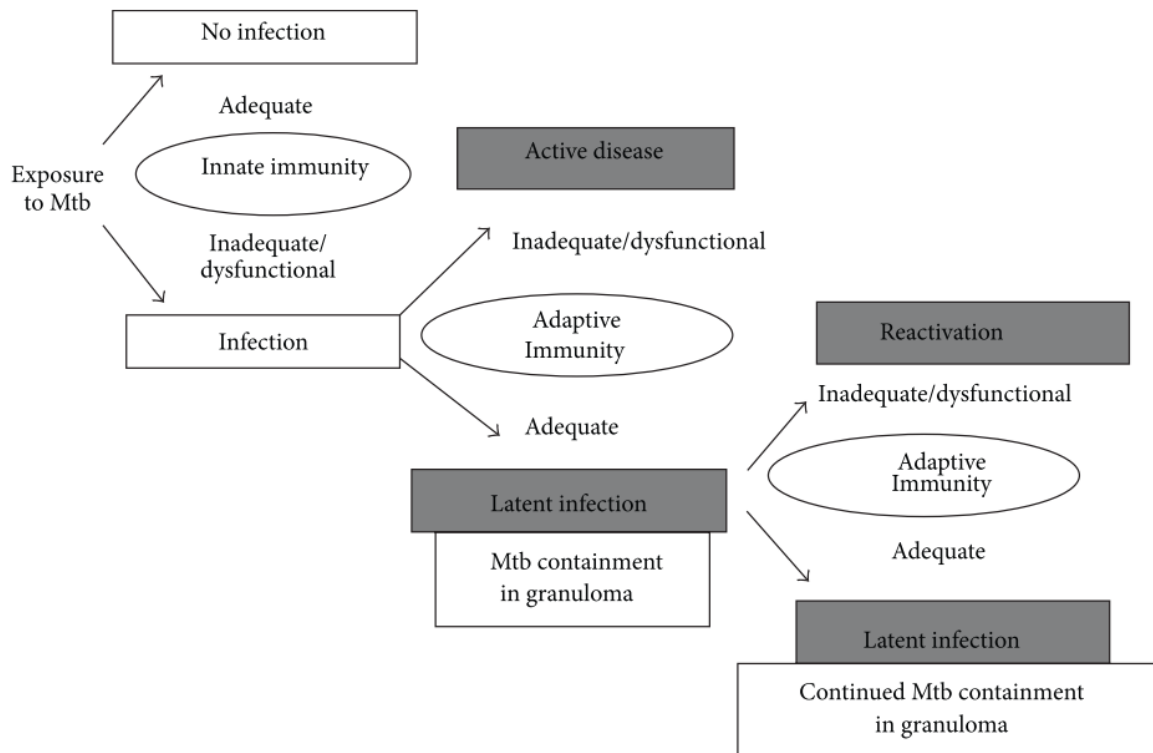 No infection
Adequate
Innate immunity
Exposure
to Mtb
Inadequate/
dysfunctional
Infection
Active disease
Inadequate/dysfunctional
Adaptive
Immunity
Adequate
Latent infection
Mtb containment
in granuloma
Reactivation
Inadequate/dysfunctional
Adaptive
Immunity
Adequate
Latent infection
Continued Mtb containment
in granuloma